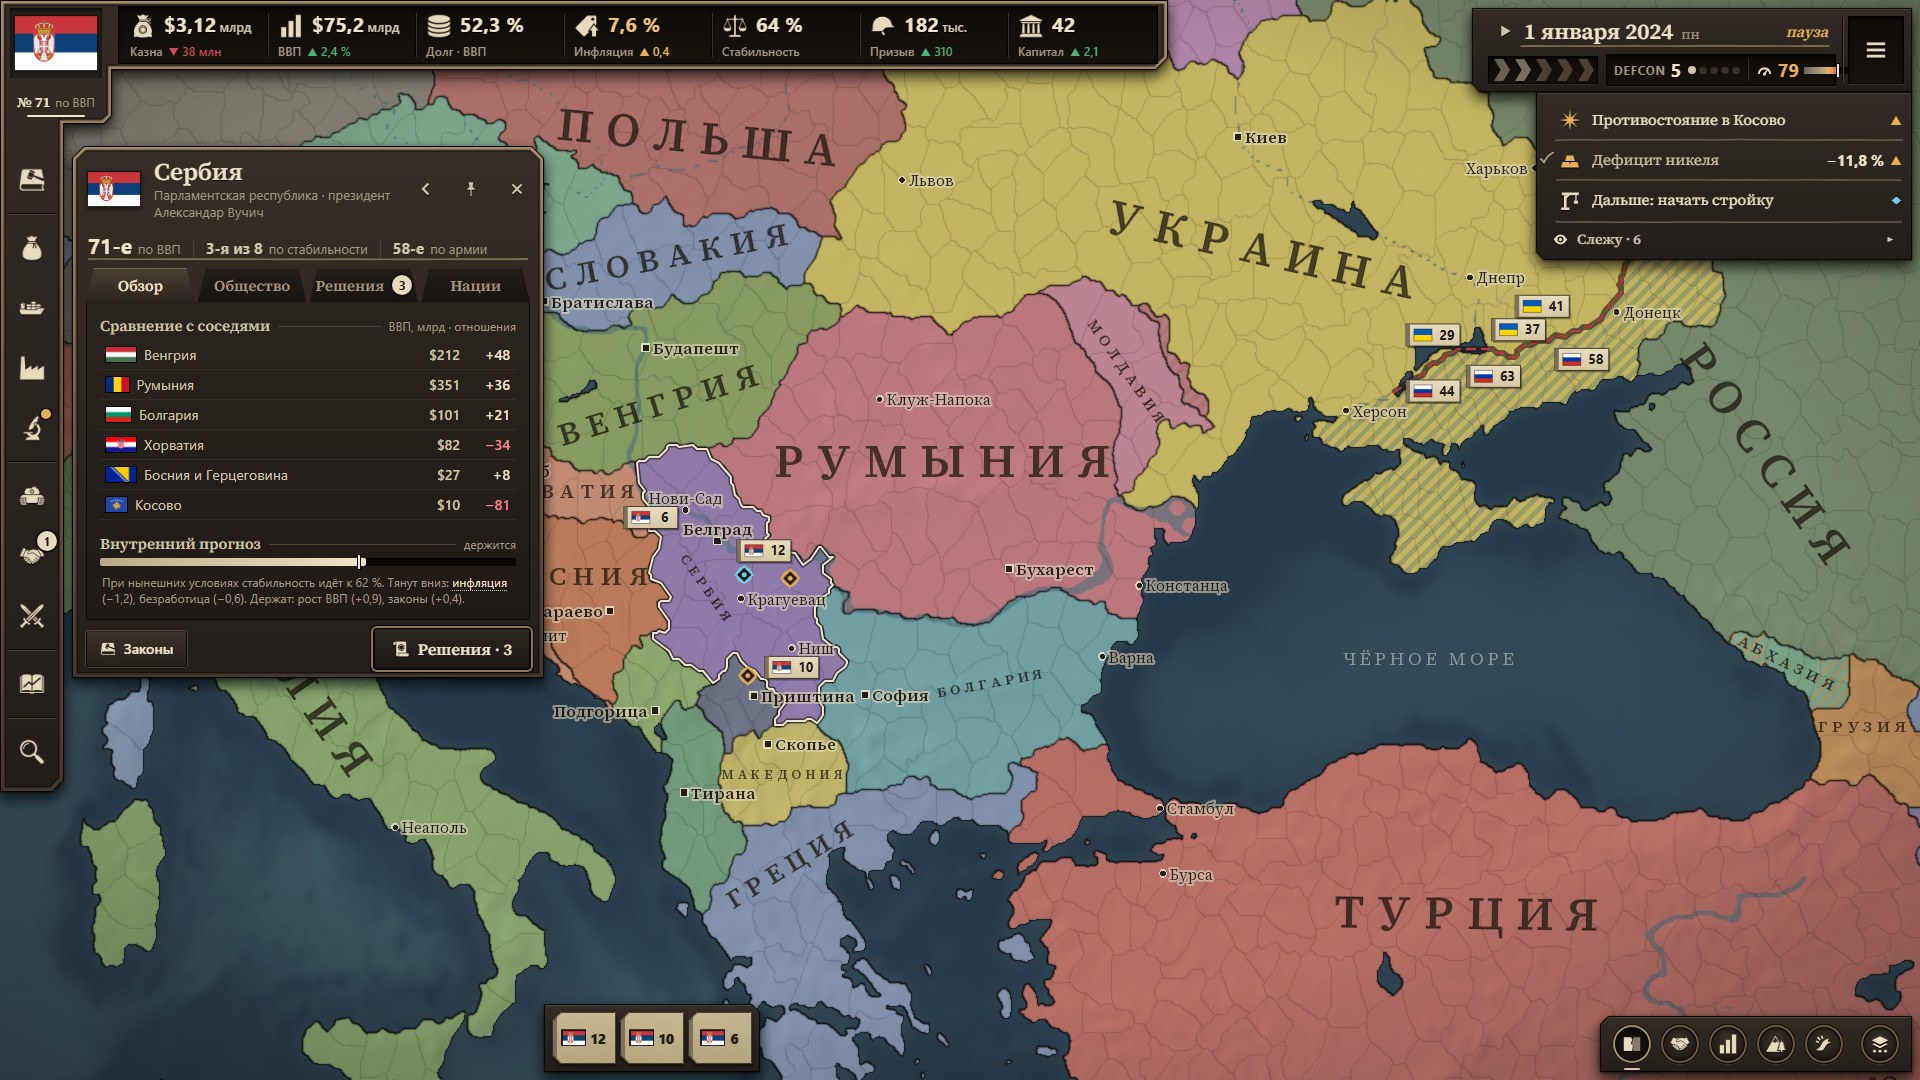 $3,12 млрд
Казна ▼ 38 млн
$75,2 млрд
ВВП ▲ 2,4 %
52,3 %
Долг · ВВП
7,6 %
Инфляция ▲ 0,4
64 %
Стабильность
182 тыс.
Призыв ▲ 310
42
Капитал ▲ 2,1
№ 71 по ВВП
1 января 2024 пн
пауза
DEFCON 5
79
Противостояние в Косово
Дефицит никеля −11,8 %
Дальше: начать стройку
Слежу · 6
Сербия
Парламентская республика · президент
Александр Вучич
71-е по ВВП
3-я из 8 по стабильности
58-е по армии
Обзор
Общество
Решения 3
Нации
Сравнение с соседями
ВВП, млрд · отношения
Венгрия $212 +48
Румыния $351 +36
Болгария $101 +21
Хорватия $82 −34
Босния и Герцеговина $27 +8
Косово $10 −81
Внутренний прогноз
держится
При нынешних условиях стабильность идёт к 62 %. Тянут вниз: инфляция
(−1,2), безработица (−0,6). Держат: рост ВВП (+0,9), законы (+0,4).
Законы
Решения · 3
1
ПОЛЬША
Киев
Харьков
Львов
УКРАИНА
СЛОВАКИЯ
Братислава
Днепр
Донецк
41
37
29
58
63
44
Херсон
МОЛДАВИЯ
РОССИЯ
Будапешт
ВЕНГРИЯ
Клуж-Напока
РУМЫНИЯ
ВАТИЯ
Нови-Сад
6
Белград
12
СЕРБИЯ
СНИЯ
Крагуевац
Бухарест
Констанца
араево
ит
Ниш
10
Приштина
София
БОЛГАРИЯ
Варна
ЧЁРНОЕ МОРЕ
АБХАЗИЯ
ГРУЗИЯ
Подгорица
Скопье
МАКЕДОНИЯ
Тирана
ЛИЯ
Неаполь
ГРЕЦИЯ
Стамбул
Бурса
ТУРЦИЯ
12
10
6